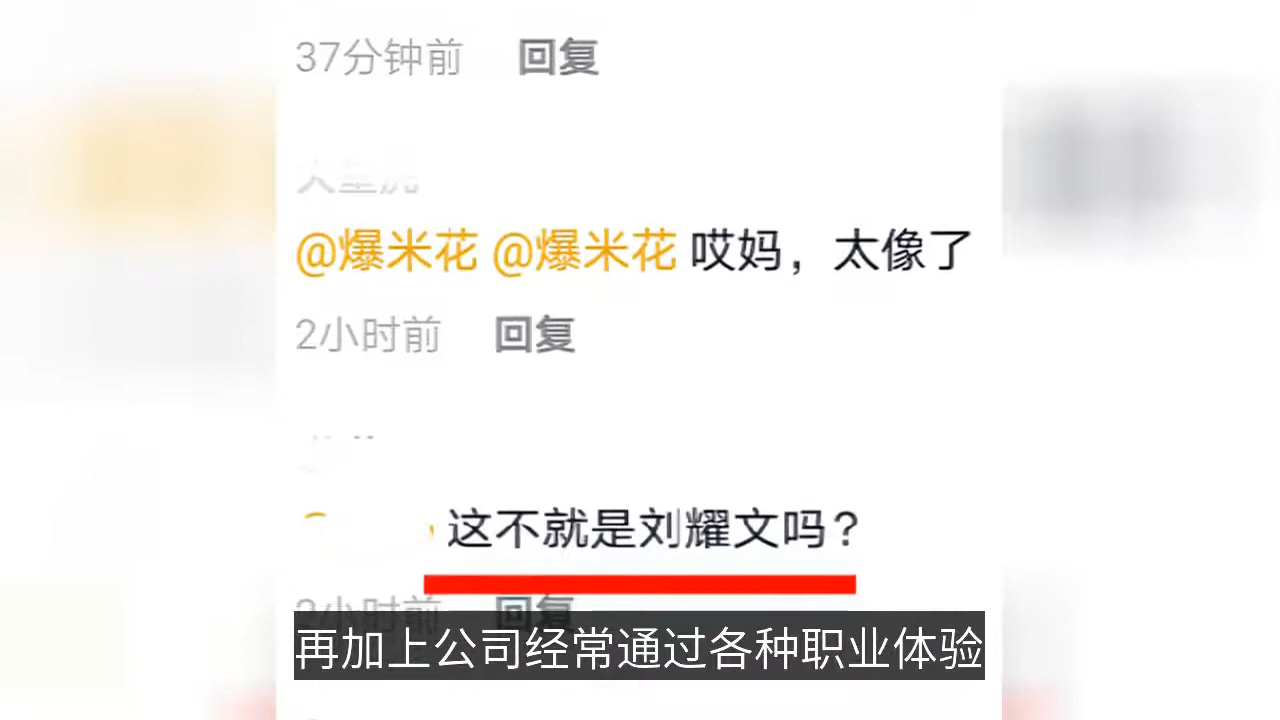 37分钟前 回复
@爆米花 @爆米花 哎妈，太像了
2小时前 回复
这不就是刘耀文吗？
2小时前 回复
再加上公司经常通过各种职业体验